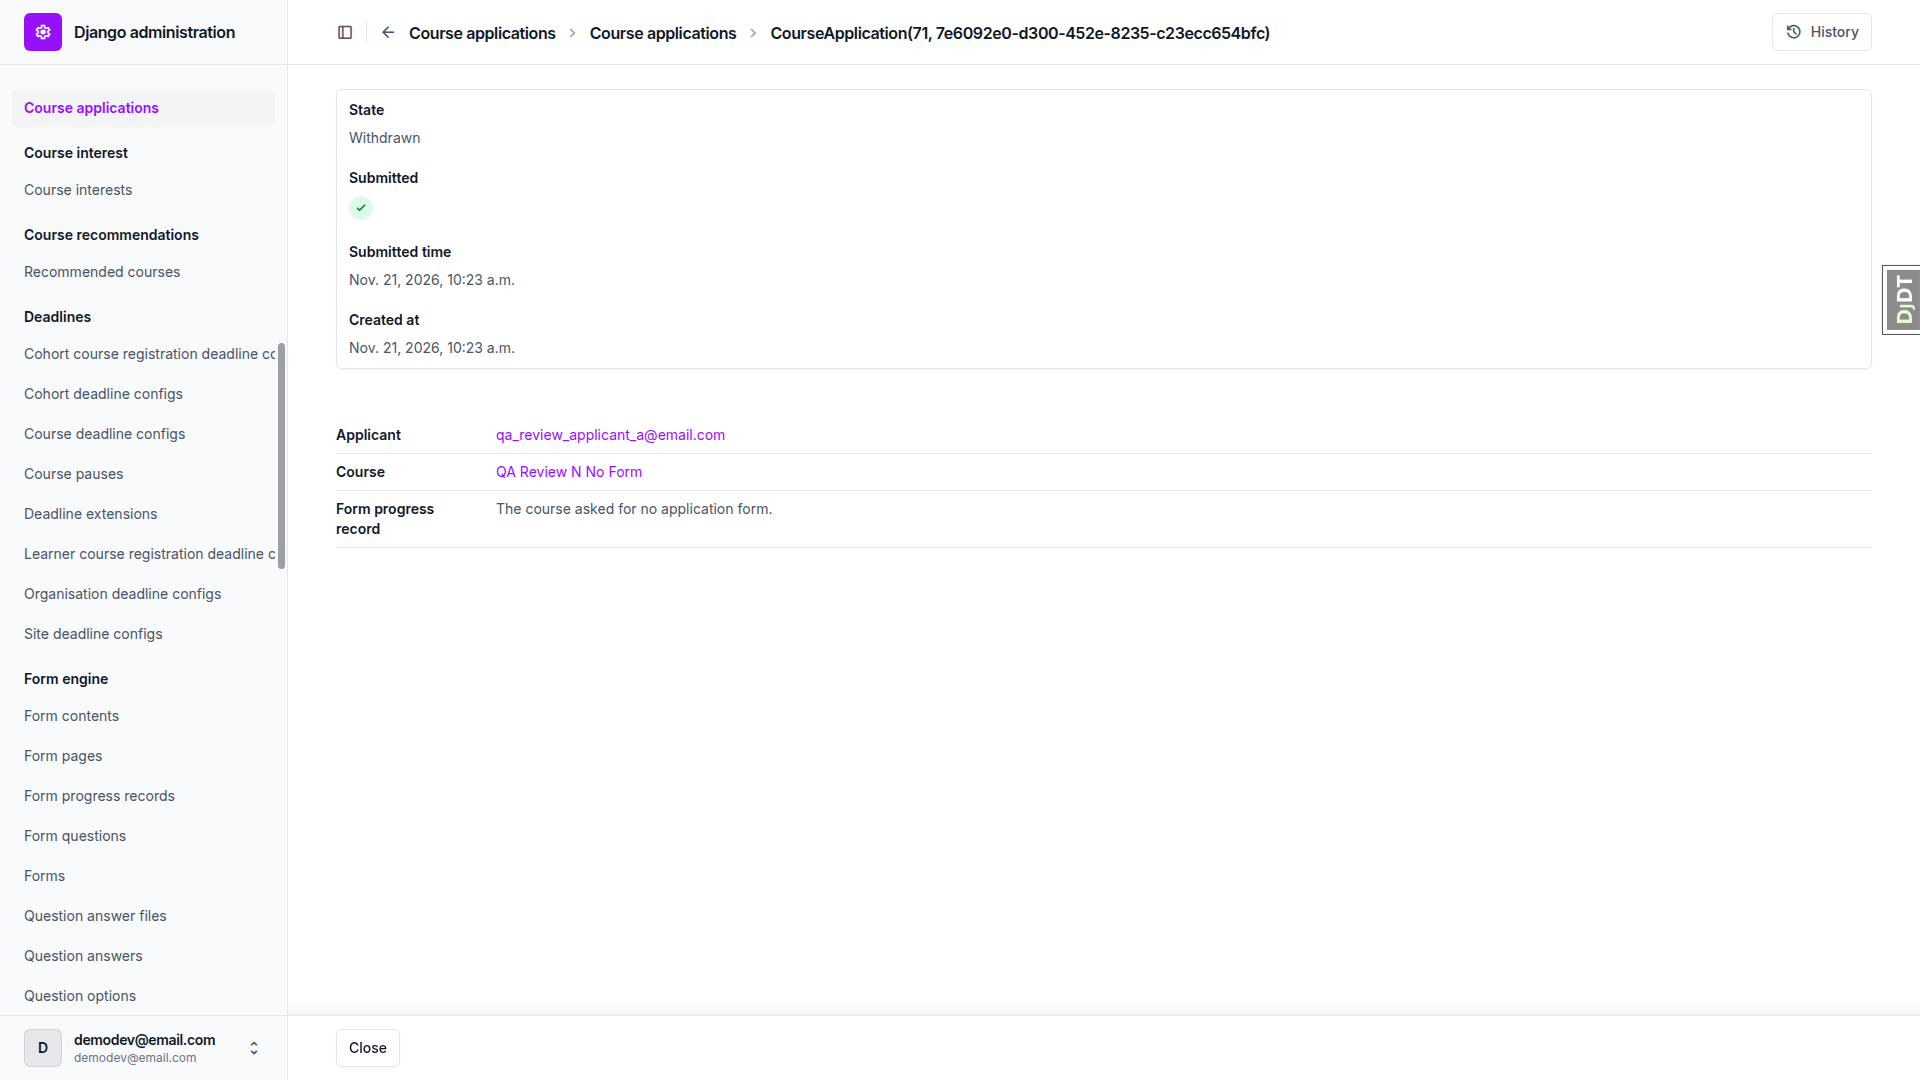 Django administration
Course applications
Course interest
Course interests
Course recommendations
Recommended courses
Deadlines
Cohort course registration deadline co
Cohort deadline configs
Course deadline configs
Course pauses
Deadline extensions
Learner course registration deadline c
Organisation deadline configs
Site deadline configs
Form engine
Form contents
Form pages
Form progress records
Form questions
Forms
Question answer files
Question answers
Question options
D
demodev@email.com
demodev@email.com
Course applications > Course applications > CourseApplication(71, 7e6092e0-d300-452e-8235-c23ecc654bfc)
History
State
Withdrawn
Submitted
Submitted time
Nov. 21, 2026, 10:23 a.m.
Created at
Nov. 21, 2026, 10:23 a.m.
Applicant qa_review_applicant_a@email.com
Course QA Review N No Form
Form progress record The course asked for no application form.
Close
DjDT